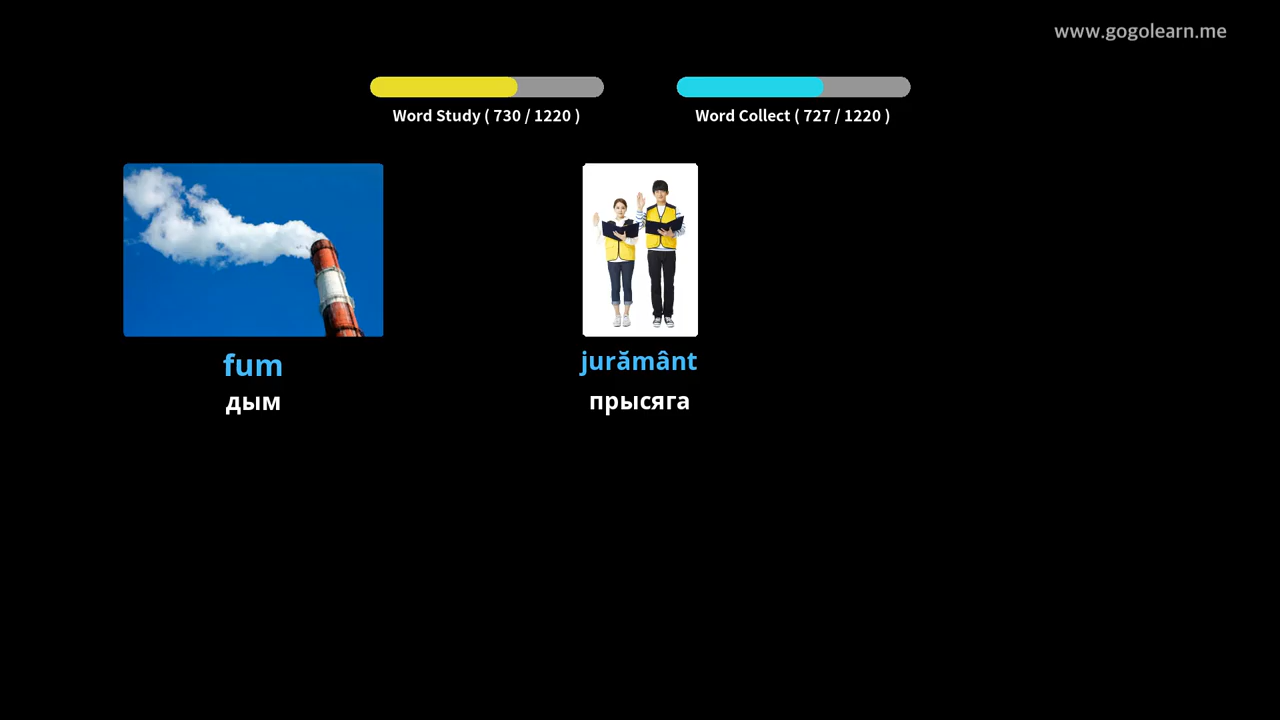 www.gogolearn.me
Word Study ( 730 / 1220 )
Word Collect ( 727 / 1220 )
fum
дым
jurământ
прысяга